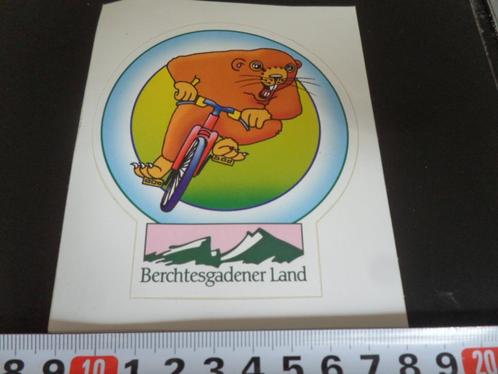 Berchtesgadener Land
8 9 10 1 2 3 4 5 6 7 8 9 20